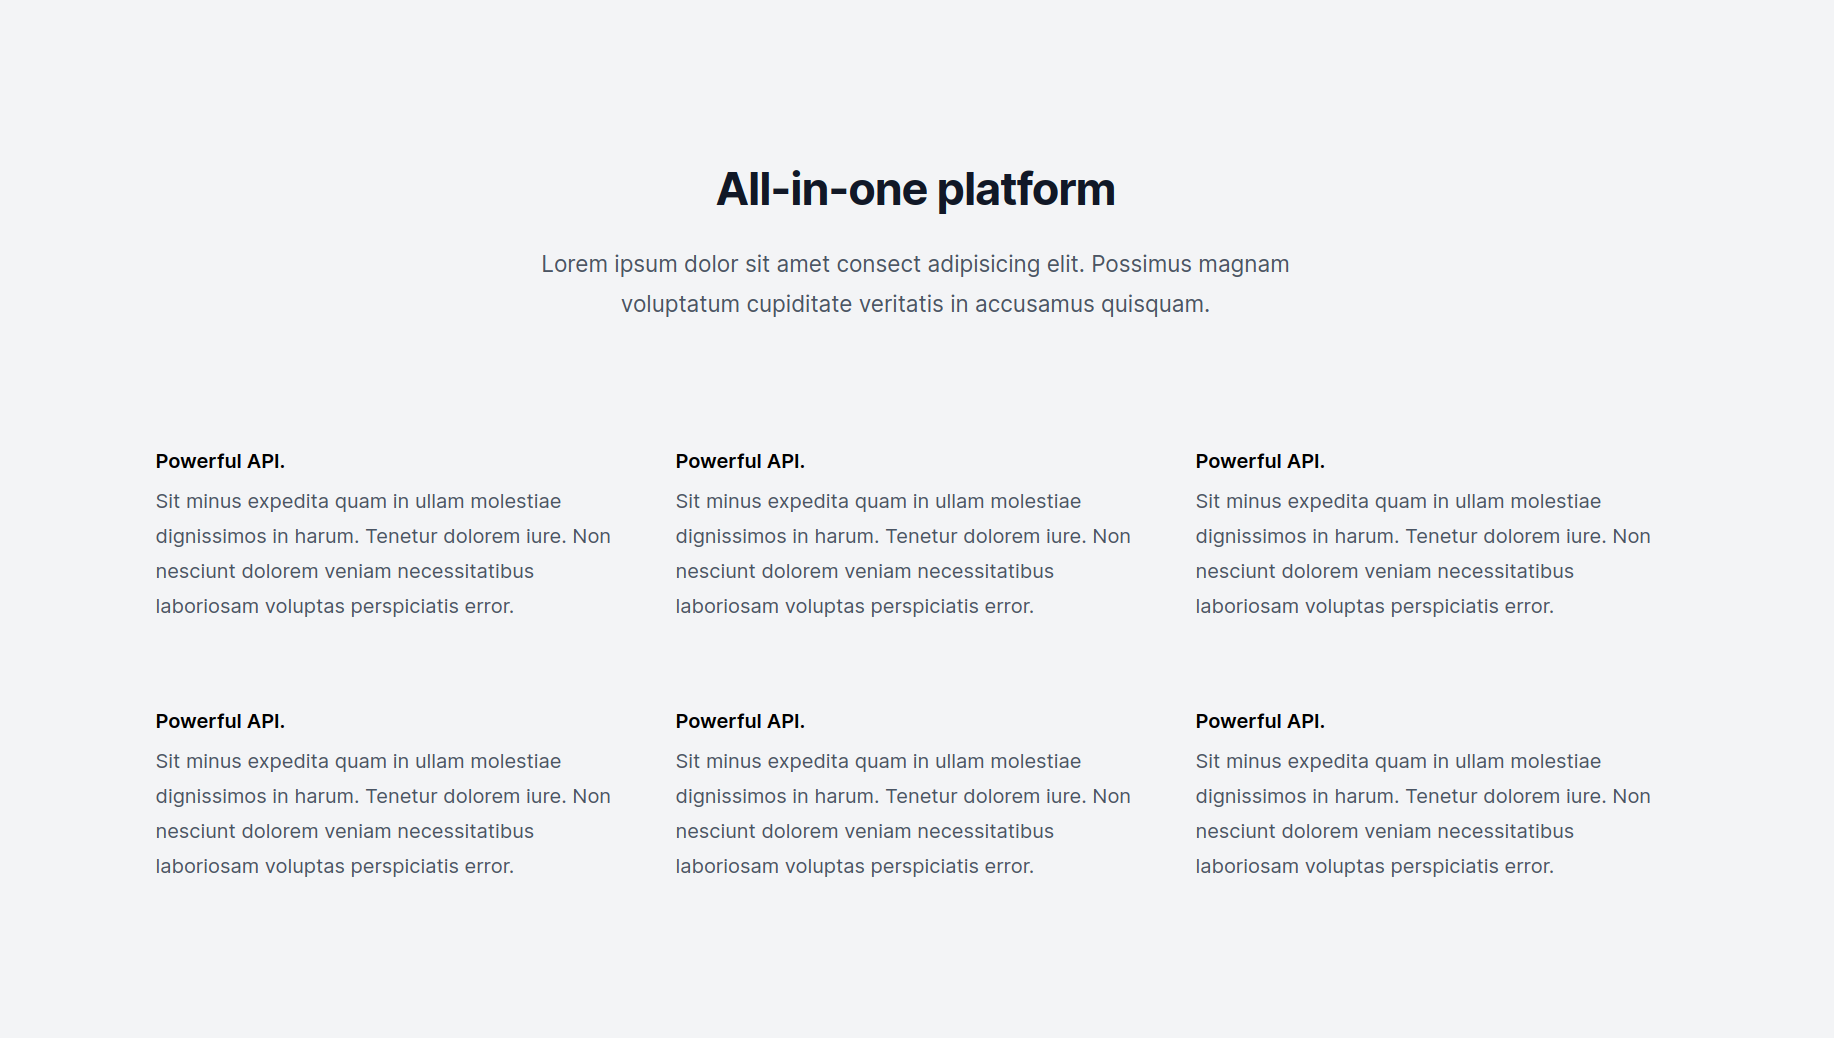 All-in-one platform
Lorem ipsum dolor sit amet consect adipisicing elit. Possimus magnam
voluptatum cupiditate veritatis in accusamus quisquam.
Powerful API.
Sit minus expedita quam in ullam molestiae
dignissimos in harum. Tenetur dolorem iure. Non
nesciunt dolorem veniam necessitatibus
laboriosam voluptas perspiciatis error.
Powerful API.
Sit minus expedita quam in ullam molestiae
dignissimos in harum. Tenetur dolorem iure. Non
nesciunt dolorem veniam necessitatibus
laboriosam voluptas perspiciatis error.
Powerful API.
Sit minus expedita quam in ullam molestiae
dignissimos in harum. Tenetur dolorem iure. Non
nesciunt dolorem veniam necessitatibus
laboriosam voluptas perspiciatis error.
Powerful API.
Sit minus expedita quam in ullam molestiae
dignissimos in harum. Tenetur dolorem iure. Non
nesciunt dolorem veniam necessitatibus
laboriosam voluptas perspiciatis error.
Powerful API.
Sit minus expedita quam in ullam molestiae
dignissimos in harum. Tenetur dolorem iure. Non
nesciunt dolorem veniam necessitatibus
laboriosam voluptas perspiciatis error.
Powerful API.
Sit minus expedita quam in ullam molestiae
dignissimos in harum. Tenetur dolorem iure. Non
nesciunt dolorem veniam necessitatibus
laboriosam voluptas perspiciatis error.